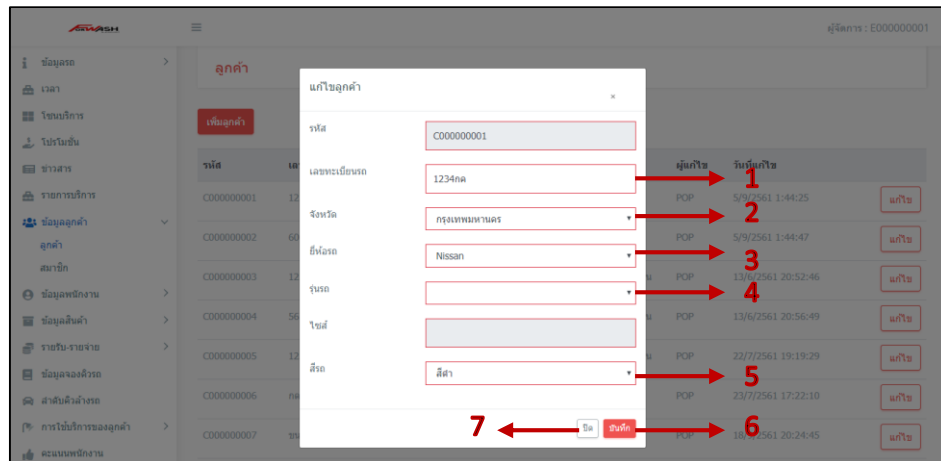 ผู้จัดการ : E000000001
ข้อมูลรถ
เวลา
โซนบริการ
โปรโมชั่น
ข่าวสาร
รายการบริการ
ข้อมูลลูกค้า
ลูกค้า
สมาชิก
ข้อมูลพนักงาน
ข้อมูลสินค้า
รายรับ-รายจ่าย
ข้อมูลจองคิวรถ
ลำดับคิวล้างรถ
การใช้บริการของลูกค้า
คะแนนพนักงาน
ลูกค้า
เพิ่มลูกค้า
รหัส ผู้แก้ไข วันที่แก้ไข
C000000001 12 POP 5/9/2561 1:44:25 แก้ไข
C000000002 60 POP 5/9/2561 1:44:47 แก้ไข
C000000003 12 POP 13/6/2561 20:52:46 แก้ไข
C000000004 56 POP 13/6/2561 20:56:49 แก้ไข
C000000005 12 POP 22/7/2561 19:19:29 แก้ไข
C000000006 POP 23/7/2561 17:22:10 แก้ไข
C000000007 POP 20:24:45 แก้ไข
แก้ไขลูกค้า ×
รหัส C000000001
เลขทะเบียนรถ 1234กต 1
จังหวัด กรุงเทพมหานคร 2
ยี่ห้อรถ Nissan 3
รุ่นรถ 4
ไซส์
สีรถ สีดำ 5
7 ปิด บันทึก 6